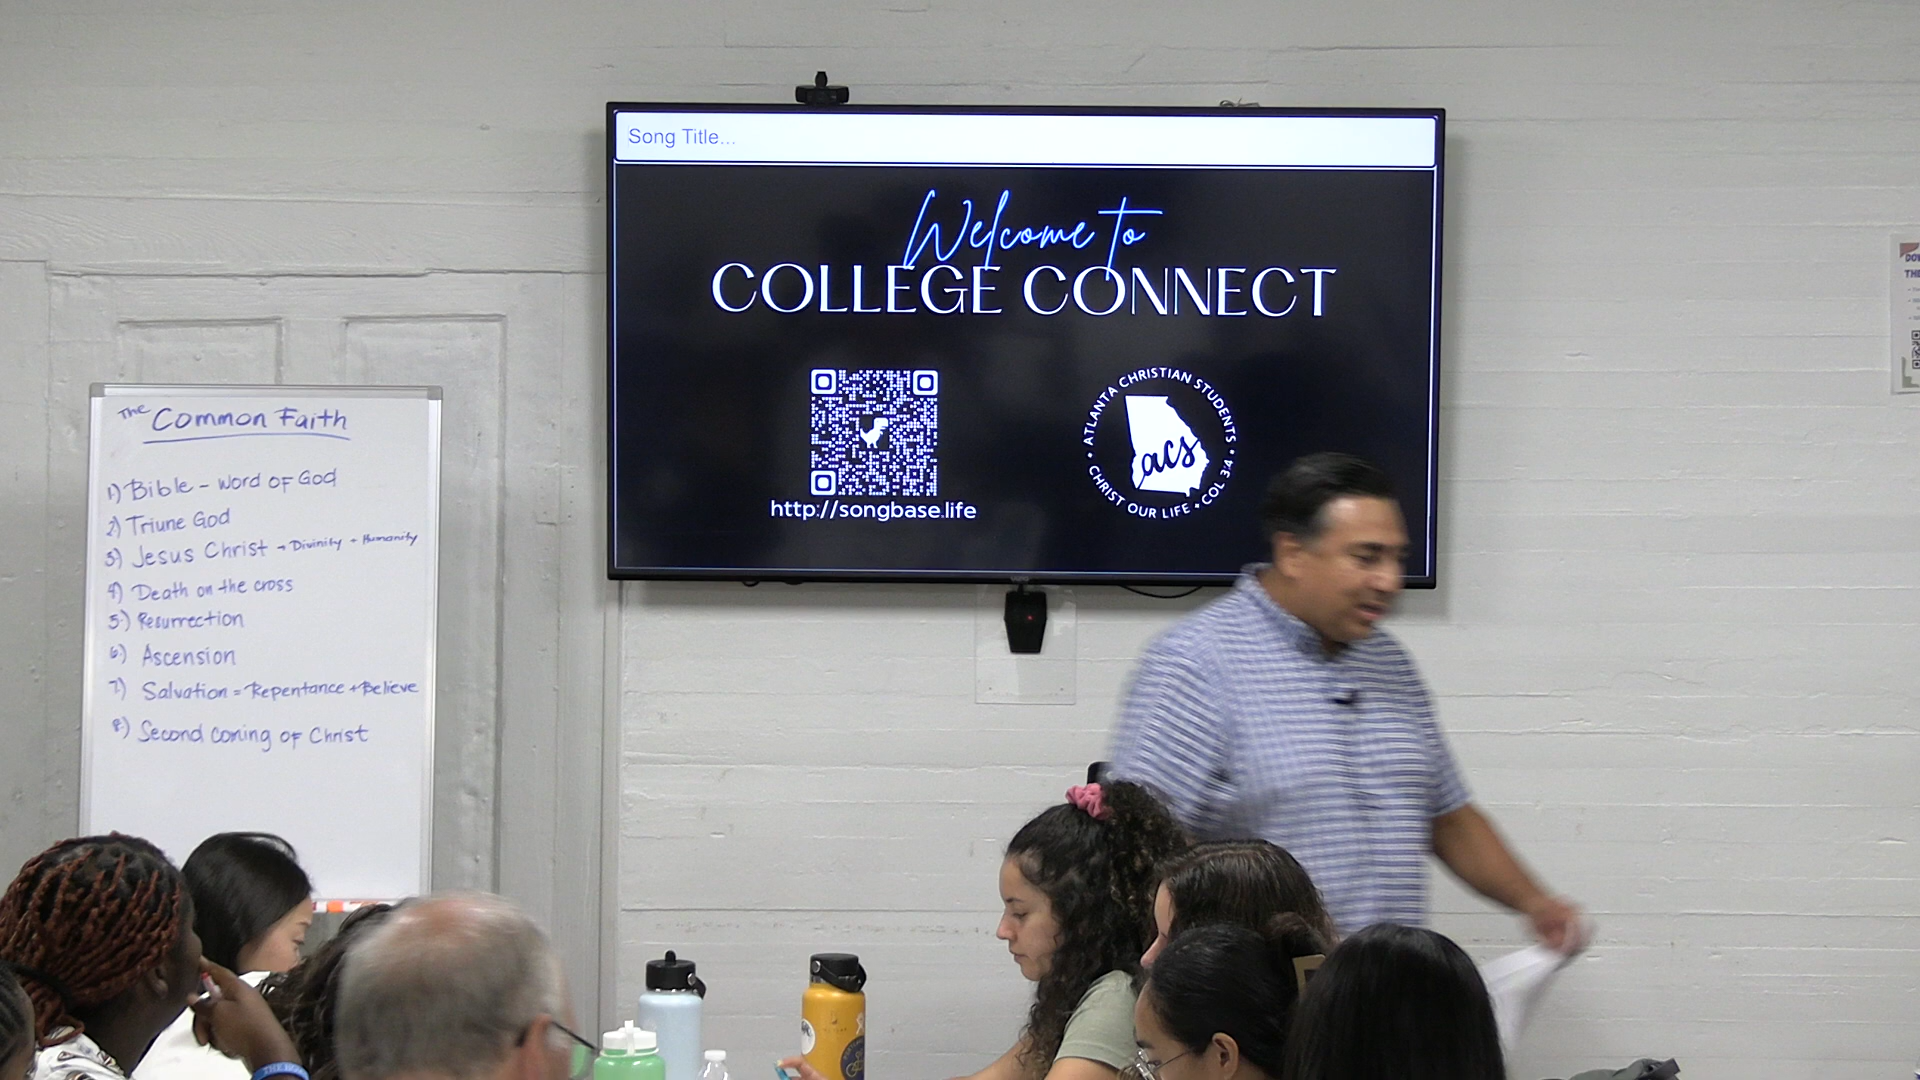 Song Title...
Welcome to
COLLEGE CONNECT
http://songbase.life
ATLANTA CHRISTIAN STUDENTS
acs
CHRIST OUR LIFE • COL 3:4
The Common Faith
1) Bible - Word of God
2) Triune God
3) Jesus Christ → Divinity + Humanity
4) Death on the cross
5.) Resurrection
6.) Ascension
7.) Salvation = Repentance + Believe
8.) Second coming of Christ